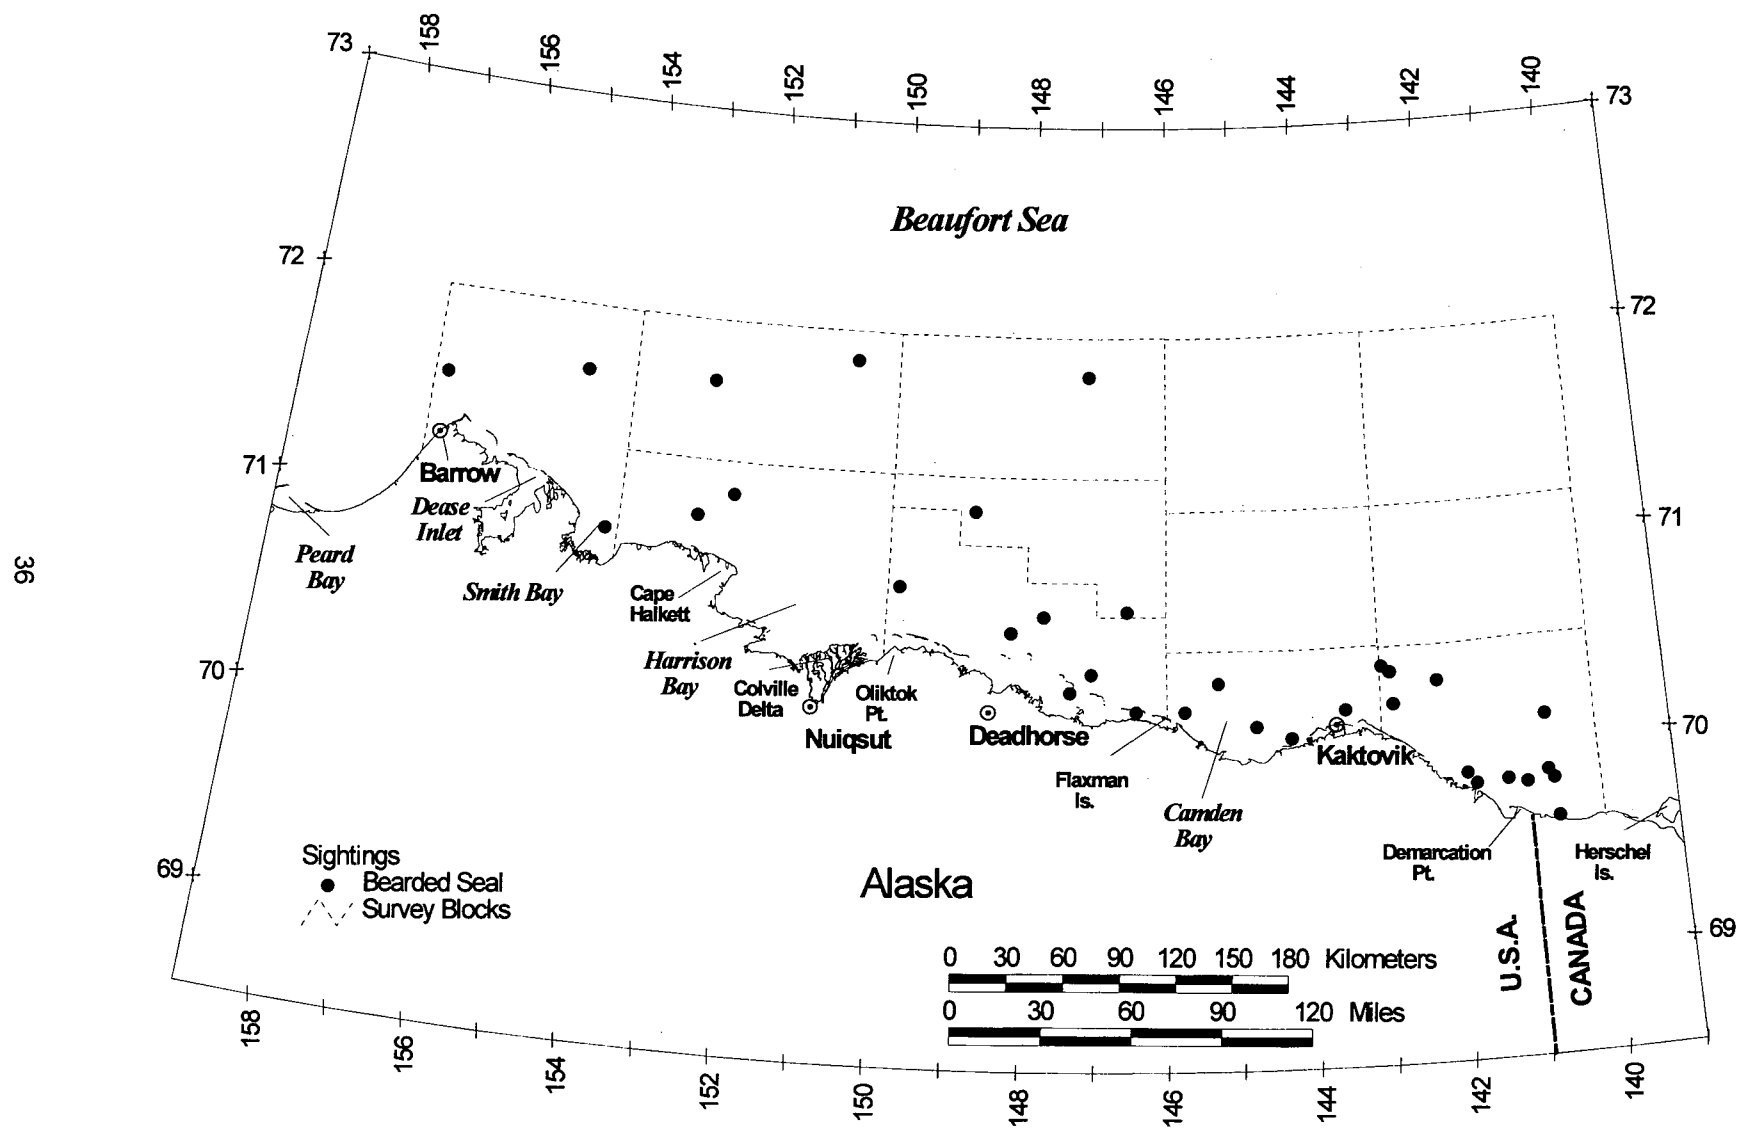 158
156
154
152
150
148
146
144
142
140
73
73
Beaufort Sea
72
72
71
71
Barrow
Dease
Inlet
Peard
Bay
Smith Bay
Cape
Halkett
Harrison
Bay
Colville
Delta
Oliktok
Pt.
Nuiqsut
Deadhorse
Kaktovik
Flaxman
Is.
Camden
Bay
Demarcation
Pt.
Herschel
Is.
70
70
36
69
69
Sightings
Bearded Seal
Survey Blocks
Alaska
U.S.A.
CANADA
0 30 60 90 120 150 180 Kilometers
0 30 60 90 120 Miles
158
156
154
152
150
148
146
144
142
140